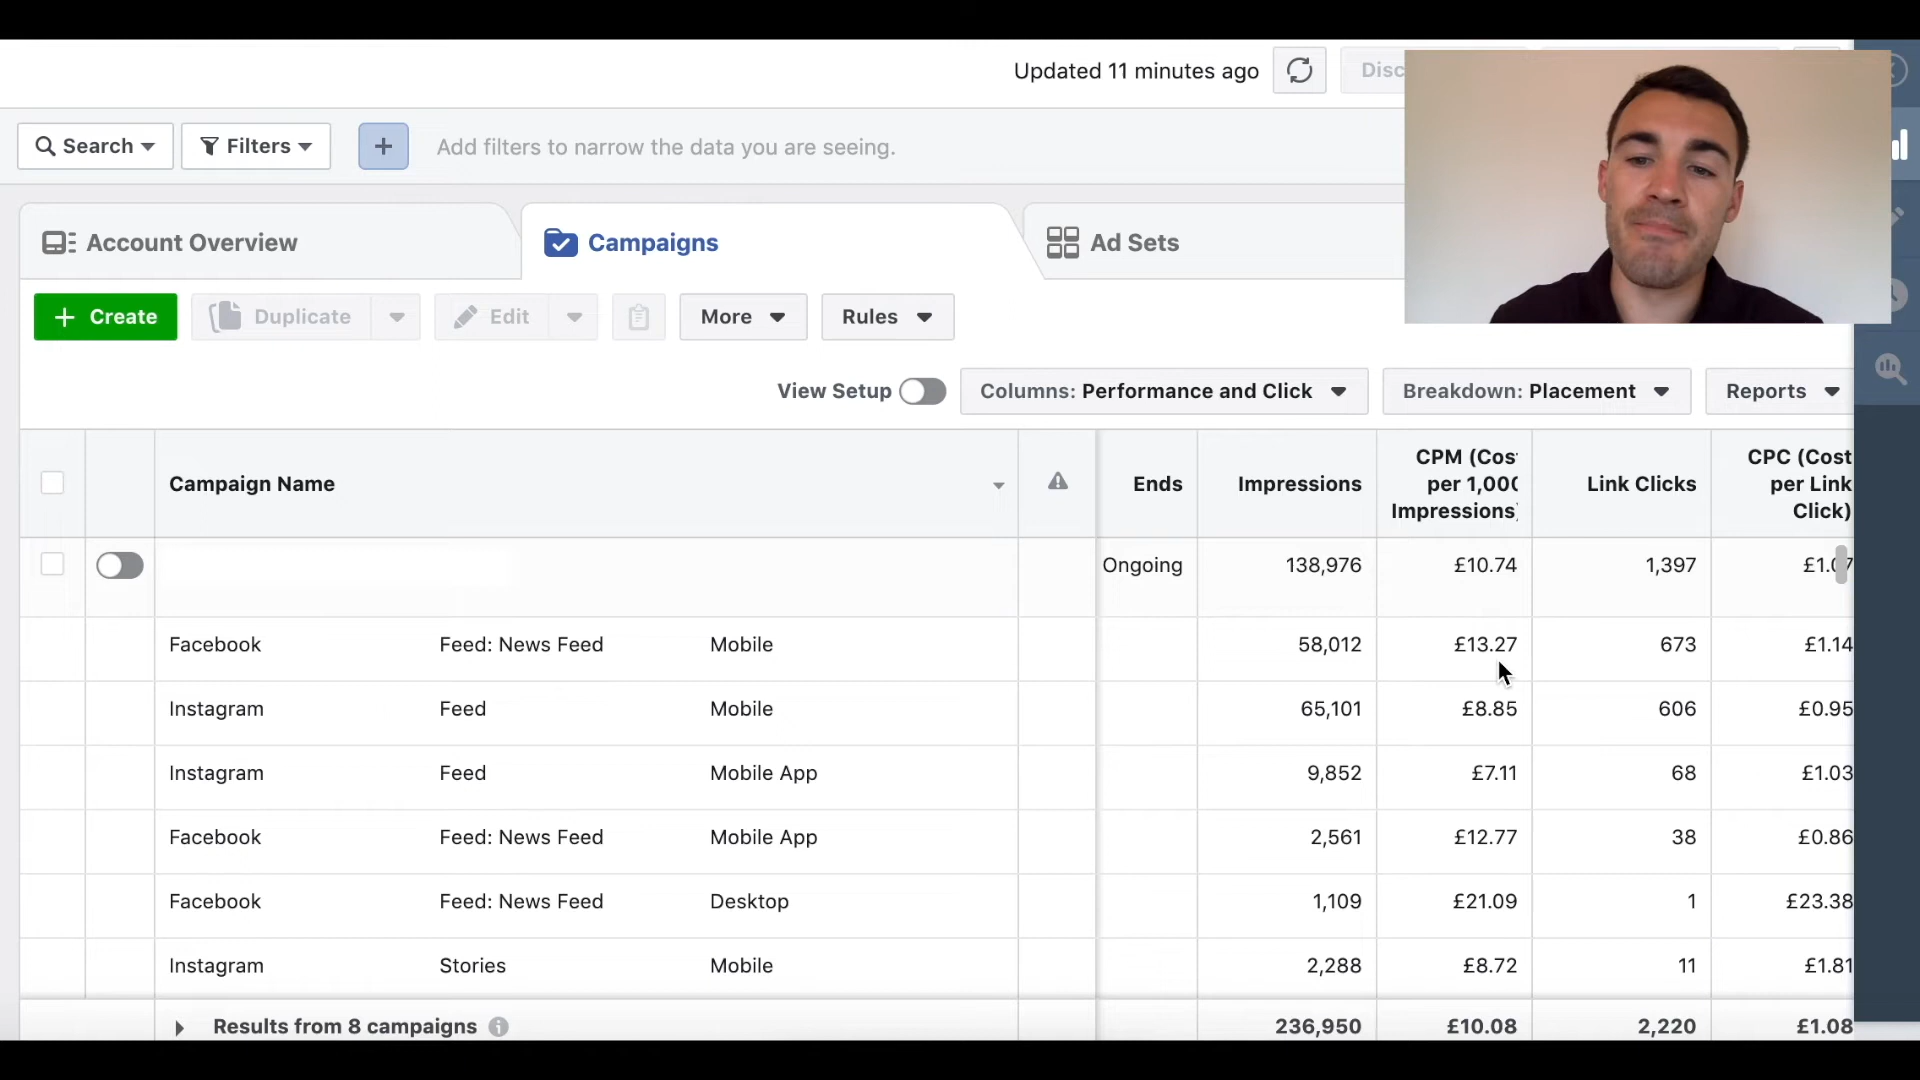 Updated 11 minutes ago
Disc
Search
Filters
Add filters to narrow the data you are seeing.
Account Overview
Campaigns
Ad Sets
Create
Duplicate
Edit
More
Rules
View Setup
Columns: Performance and Click
Breakdown: Placement
Reports
Campaign Name
Ends
Impressions
CPM (Cos
per 1,000
Impressions)
Link Clicks
CPC (Cost
per Link
Click)
Ongoing 138,976 £10.74 1,397 £1.07
Facebook Feed: News Feed Mobile 58,012 £13.27 673 £1.14
Instagram Feed Mobile 65,101 £8.85 606 £0.95
Instagram Feed Mobile App 9,852 £7.11 68 £1.03
Facebook Feed: News Feed Mobile App 2,561 £12.77 38 £0.86
Facebook Feed: News Feed Desktop 1,109 £21.09 1 £23.38
Instagram Stories Mobile 2,288 £8.72 11 £1.81
Results from 8 campaigns 236,950 £10.08 2,220 £1.08